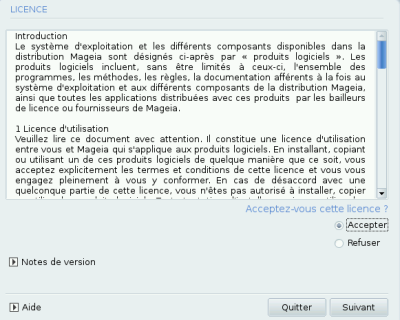 LICENCE
Introduction
Le système d'exploitation et les différents composants disponibles dans la
distribution Mageia sont désignés ci-après par « produits logiciels ». Les
produits logiciels incluent, sans être limités à ceux-ci, l'ensemble des
programmes, les méthodes, les règles, la documentation afférents à la fois au
système d'exploitation et aux différents composants de la distribution Mageia,
ainsi que toutes les applications distribuées avec ces produits par les bailleurs
de licence ou fournisseurs de Mageia.
1 Licence d'utilisation
Veuillez lire ce document avec attention. Il constitue une licence d'utilisation
entre vous et Mageia qui s'applique aux produits logiciels. En installant, copiant
ou utilisant un de ces produits logiciels de quelque manière que ce soit, vous
acceptez explicitement les termes et conditions de cette licence et vous vous
engagez pleinement à vous y conformer. En cas de désaccord avec une
quelconque partie de cette licence, vous n'êtes pas autorisé à installer, copier
Acceptez-vous cette licence ?
Accepter
Refuser
Notes de version
Aide
Quitter
Suivant